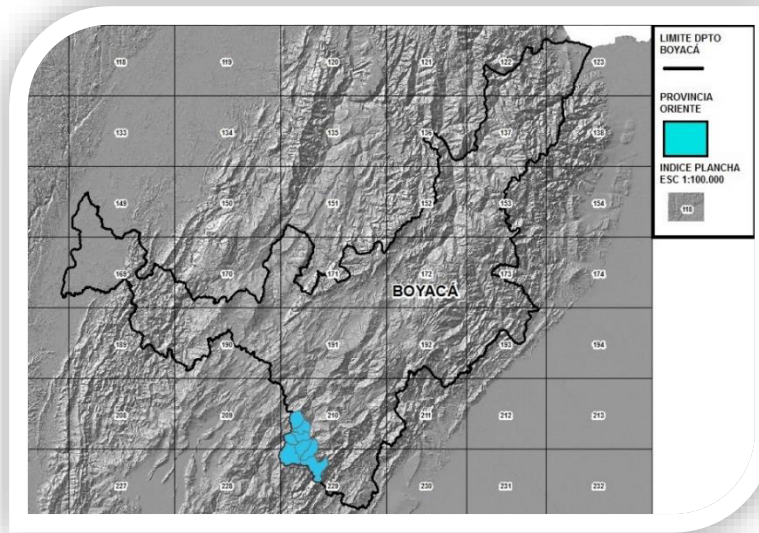 LIMITE DPTO
BOYACÁ
PROVINCIA
ORIENTE
INDICE PLANCHA
ESC 1:100.000
118
118 119 120 121 122 123
133 134 135 136 137 138
149 150 151 152 153 154
169 170 171 172 173 174
BOYACÁ
189 190 191 192 193 194
208 209 210 211 212 213
227 228 229 230 231 232